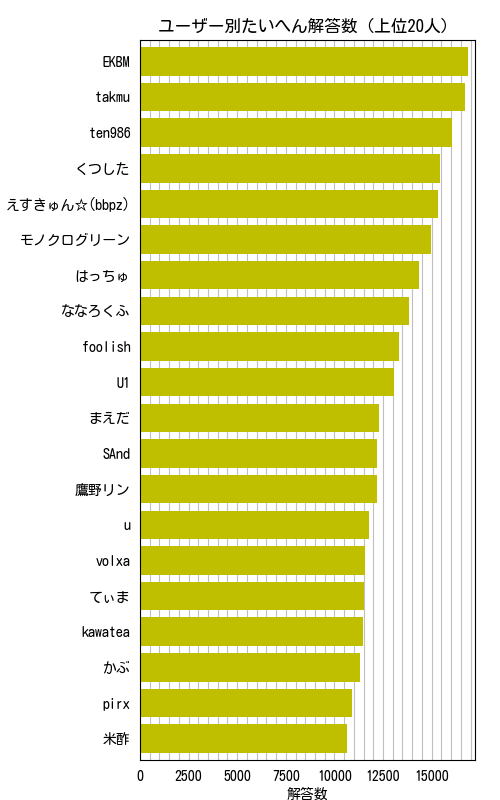 ユーザー別たいへん解答数（上位20人）
EKBM
takmu
ten986
くつした
えすきゅん☆(bbpz)
モノクログリーン
はっちゅ
ななろくふ
foolish
U1
まえだ
SAnd
鷹野リン
u
volxa
てぃま
kawatea
かぶ
pirx
米酢
0 2500 5000 7500 10000 12500 15000
解答数